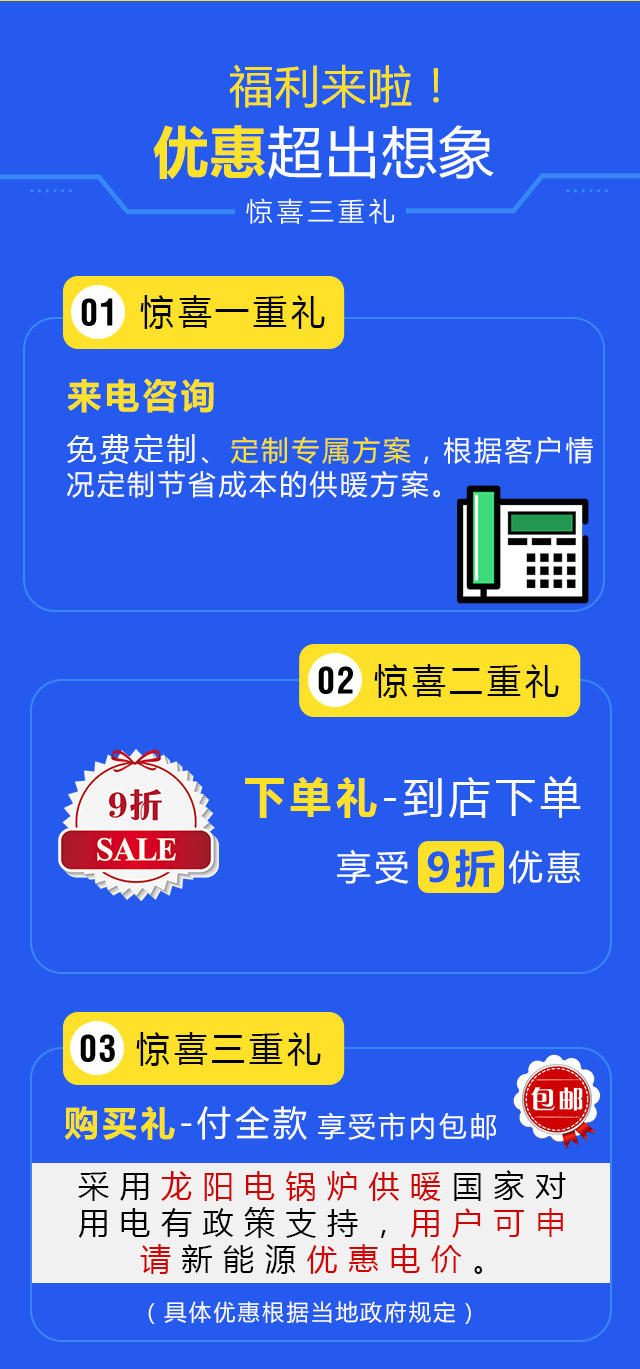 福利来啦！
优惠超出想象
惊喜三重礼
01 惊喜一重礼
来电咨询
免费定制、定制专属方案，根据客户情
况定制节省成本的供暖方案。
02 惊喜二重礼
9折
SALE
下单礼-到店下单
享受 9折 优惠
03 惊喜三重礼
包邮
购买礼-付全款 享受市内包邮
采用龙阳电锅炉供暖国家对
用电有政策支持，用户可申
请新能源优惠电价。
（具体优惠根据当地政府规定）